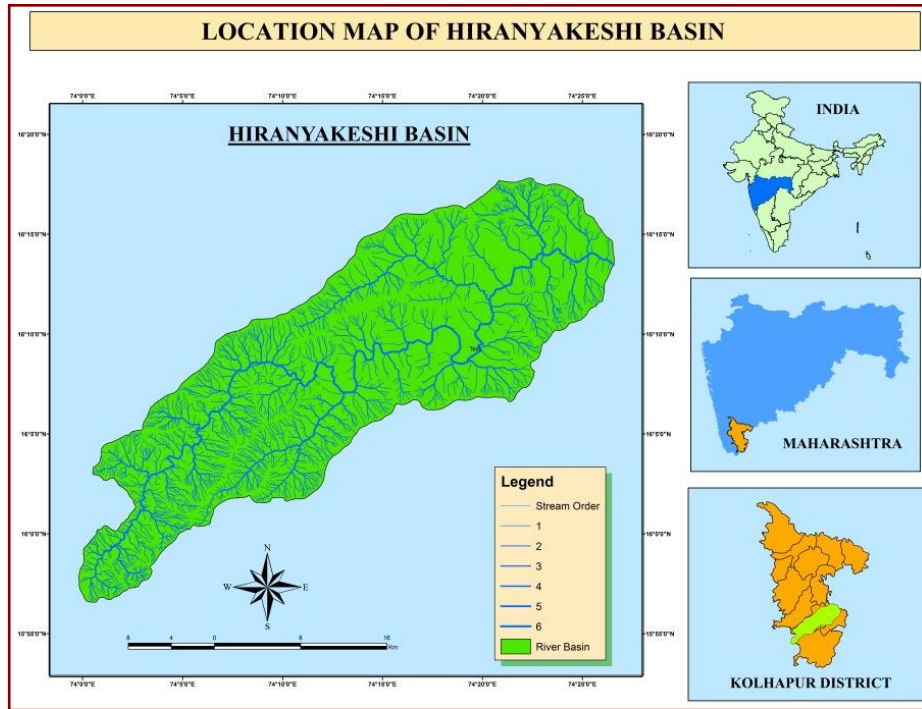 LOCATION MAP OF HIRANYAKESHI BASIN
74°0'0"E 74°5'0"E 74°10'0"E 74°15'0"E 74°20'0"E 74°25'0"E
HIRANYAKESHI BASIN
16°20'0"N 16°20'0"N
16°15'0"N 16°15'0"N
16°10'0"N 16°10'0"N
Text
16°5'0"N 16°5'0"N
16°0'0"N 16°0'0"N
15°55'0"N 15°55'0"N
N
W E
S
8 4 0 8 16
Km
Legend
Stream Order
1
2
3
4
5
6
River Basin
74°0'0"E 74°5'0"E 74°10'0"E 74°15'0"E 74°20'0"E 74°25'0"E
INDIA
MAHARASHTRA
KOLHAPUR DISTRICT